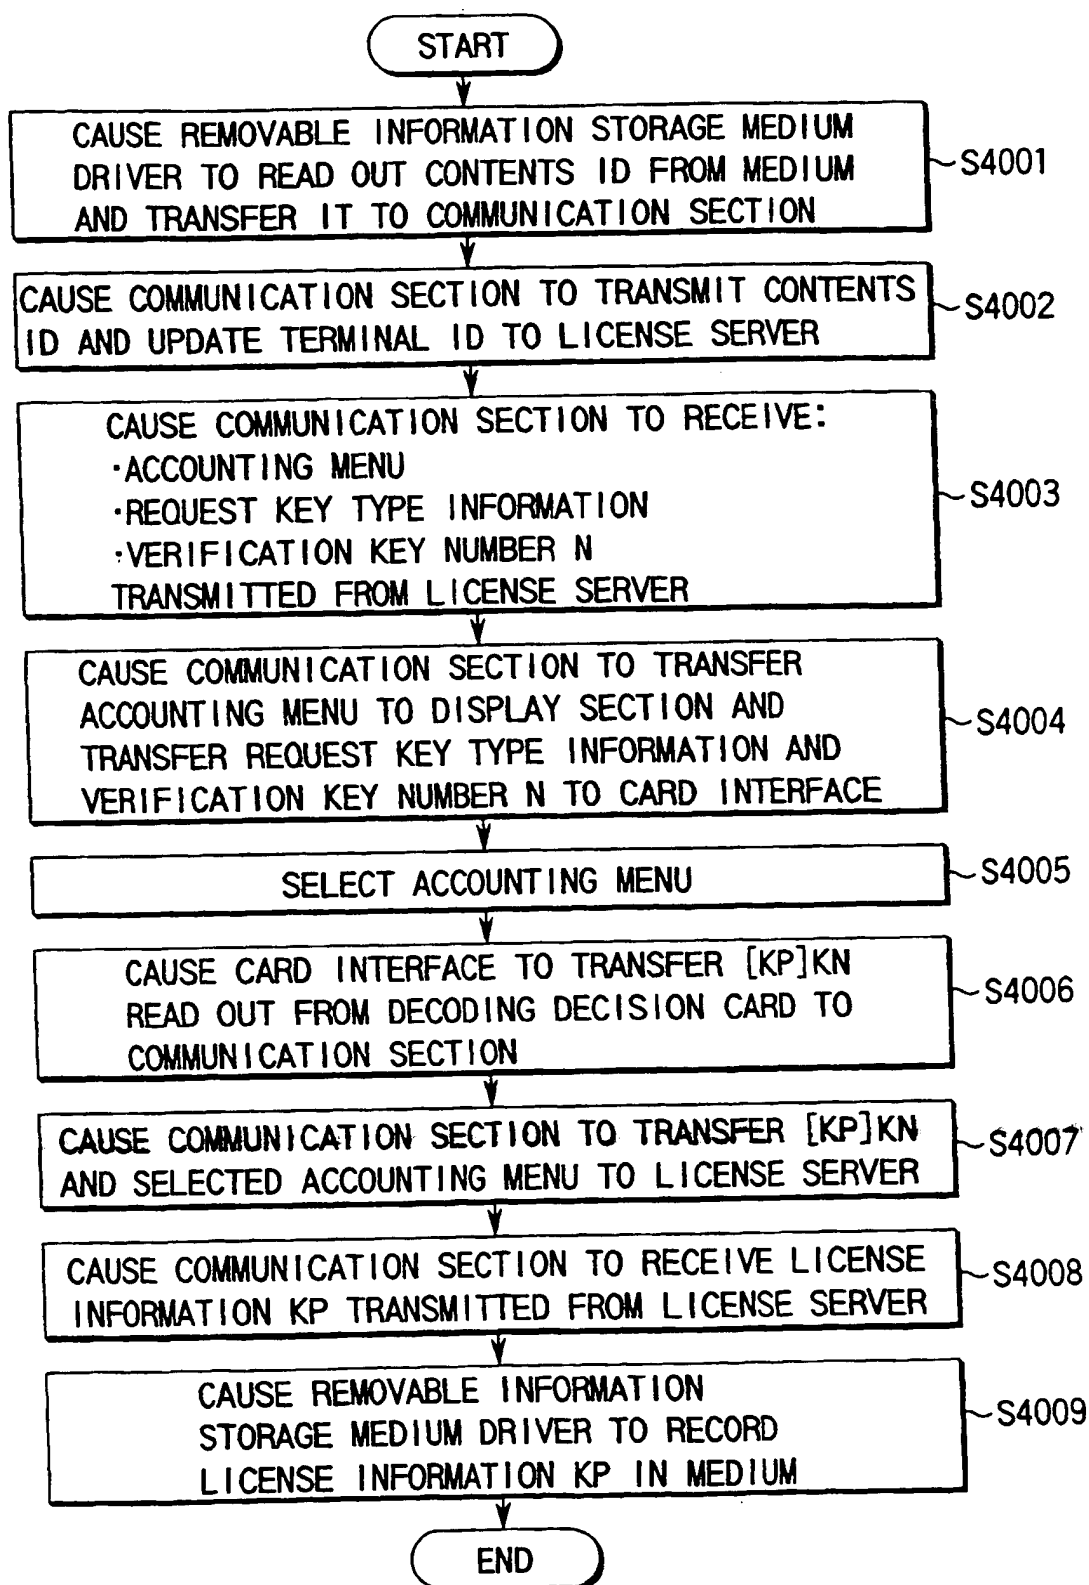 START
CAUSE REMOVABLE INFORMATION STORAGE MEDIUM
DRIVER TO READ OUT CONTENTS ID FROM MEDIUM
AND TRANSFER IT TO COMMUNICATION SECTION
S4001
CAUSE COMMUNICATION SECTION TO TRANSMIT CONTENTS
ID AND UPDATE TERMINAL ID TO LICENSE SERVER
S4002
CAUSE COMMUNICATION SECTION TO RECEIVE:
·ACCOUNTING MENU
·REQUEST KEY TYPE INFORMATION
·VERIFICATION KEY NUMBER N
TRANSMITTED FROM LICENSE SERVER
S4003
CAUSE COMMUNICATION SECTION TO TRANSFER
ACCOUNTING MENU TO DISPLAY SECTION AND
TRANSFER REQUEST KEY TYPE INFORMATION AND
VERIFICATION KEY NUMBER N TO CARD INTERFACE
S4004
SELECT ACCOUNTING MENU
S4005
CAUSE CARD INTERFACE TO TRANSFER [KP]KN
READ OUT FROM DECODING DECISION CARD TO
COMMUNICATION SECTION
S4006
CAUSE COMMUNICATION SECTION TO TRANSFER [KP]KN
AND SELECTED ACCOUNTING MENU TO LICENSE SERVER
S4007
CAUSE COMMUNICATION SECTION TO RECEIVE LICENSE
INFORMATION KP TRANSMITTED FROM LICENSE SERVER
S4008
CAUSE REMOVABLE INFORMATION
STORAGE MEDIUM DRIVER TO RECORD
LICENSE INFORMATION KP IN MEDIUM
S4009
END